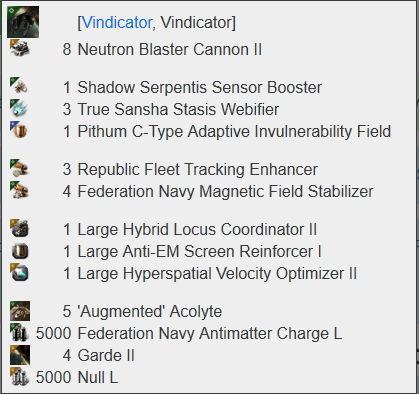 [Vindicator, Vindicator]
8 Neutron Blaster Cannon II
1 Shadow Serpentis Sensor Booster
3 True Sansha Stasis Webifier
1 Pithum C-Type Adaptive Invulnerability Field
3 Republic Fleet Tracking Enhancer
4 Federation Navy Magnetic Field Stabilizer
1 Large Hybrid Locus Coordinator II
1 Large Anti-EM Screen Reinforcer I
1 Large Hyperspatial Velocity Optimizer II
5 'Augmented' Acolyte
5000 Federation Navy Antimatter Charge L
4 Garde II
5000 Null L